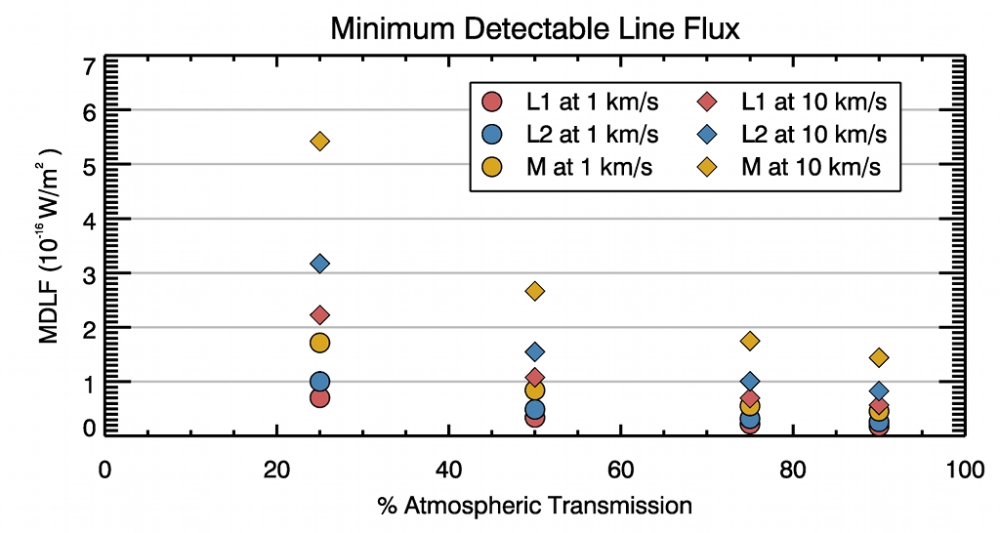 Minimum Detectable Line Flux
MDLF (10⁻¹⁶ W/m² )
7
6
5
4
3
2
1
0
L1 at 1 km/s L1 at 10 km/s
L2 at 1 km/s L2 at 10 km/s
M at 1 km/s M at 10 km/s
0 20 40 60 80 100
% Atmospheric Transmission